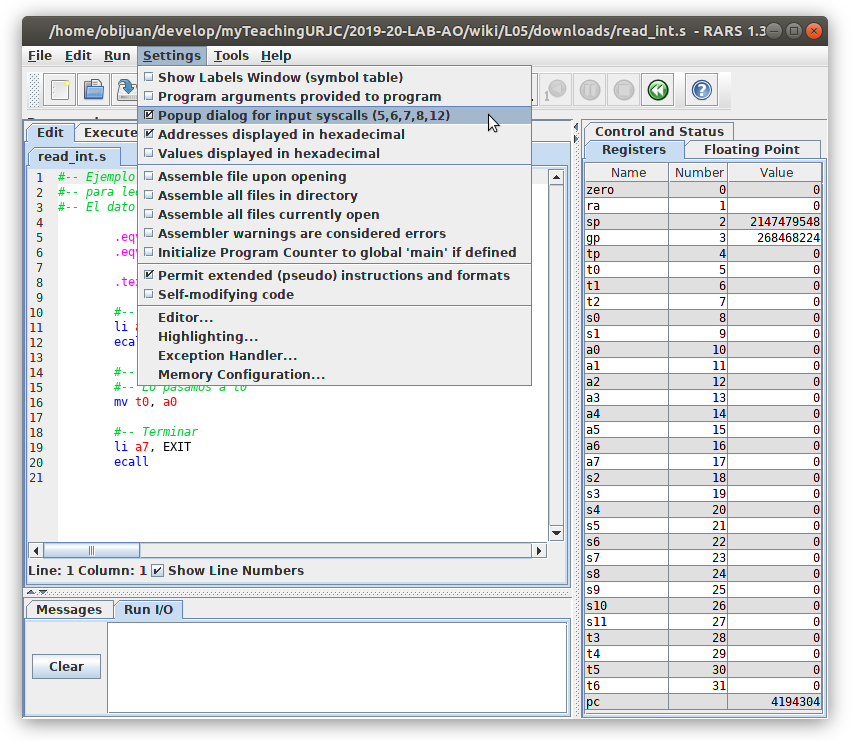 /home/obijuan/develop/myTeachingURJC/2019-20-LAB-AO/wiki/L05/downloads/read_int.s - RARS 1.3
File Edit Run Settings Tools Help
Show Labels Window (symbol table)
Program arguments provided to program
Popup dialog for input syscalls (5,6,7,8,12)
Addresses displayed in hexadecimal
Values displayed in hexadecimal
Assemble file upon opening
Assemble all files in directory
Assemble all files currently open
Assembler warnings are considered errors
Initialize Program Counter to global 'main' if defined
Permit extended (pseudo) instructions and formats
Self-modifying code
Editor...
Highlighting...
Exception Handler...
Memory Configuration...
Edit Execute
read_int.s
1 #-- Ejemplo
2 #-- para
3 #-- El dato
4
5 .eqv
6 .eqv
7
8
9
10 #--
11 li
12
13
14 #--
15 #-- Lo pasamos a t0
16 mv t0, a0
17
18 #-- Terminar
19 li a7, EXIT
20 ecall
21
Line: 1 Column: 1 Show Line Numbers
Messages Run I/O
Clear
Control and Status
Registers Floating Point
Name Number Value
zero 0 0
ra 1 0
sp 2 2147479548
gp 3 268468224
tp 4 0
t0 5 0
t1 6 0
t2 7 0
s0 8 0
s1 9 0
a0 10 0
a1 11 0
a2 12 0
a3 13 0
a4 14 0
a5 15 0
a6 16 0
a7 17 0
s2 18 0
s3 19 0
s4 20 0
s5 21 0
s6 22 0
s7 23 0
s8 24 0
s9 25 0
s10 26 0
s11 27 0
t3 28 0
t4 29 0
t5 30 0
t6 31 0
pc 4194304